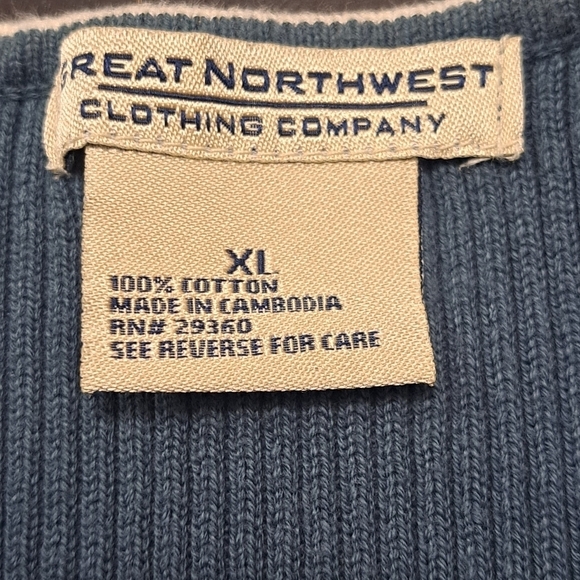 GREAT NORTHWEST
CLOTHING COMPANY
XL
100% COTTON
MADE IN CAMBODIA
RN# 29360
SEE REVERSE FOR CARE